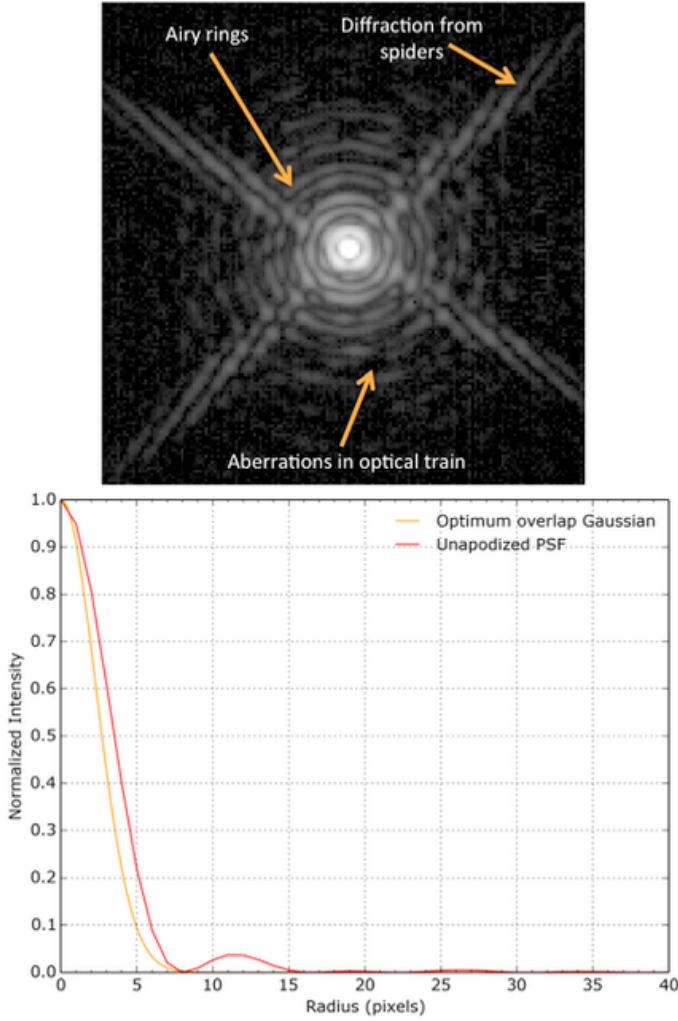 Airy rings
Diffraction from
spiders
Aberrations in optical train
1.0
0.9
0.8
0.7
0.6
0.5
0.4
0.3
0.2
0.1
0.0
Normalized Intensity
Optimum overlap Gaussian
Unapodized PSF
0 5 10 15 20 25 30 35 40
Radius (pixels)